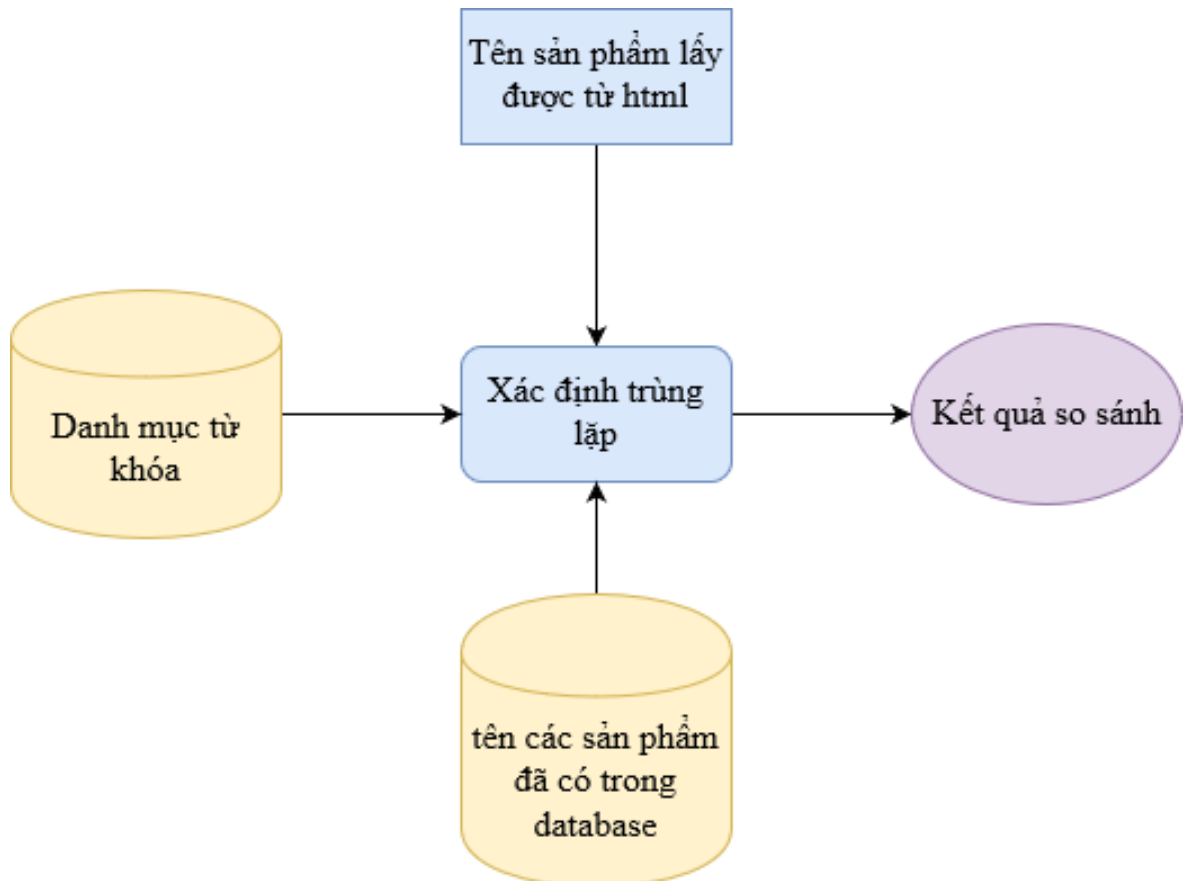 Tên sản phẩm lấy
được từ html
Danh mục từ
khóa
Xác định trùng
lặp
Kết quả so sánh
tên các sản phẩm
đã có trong
database